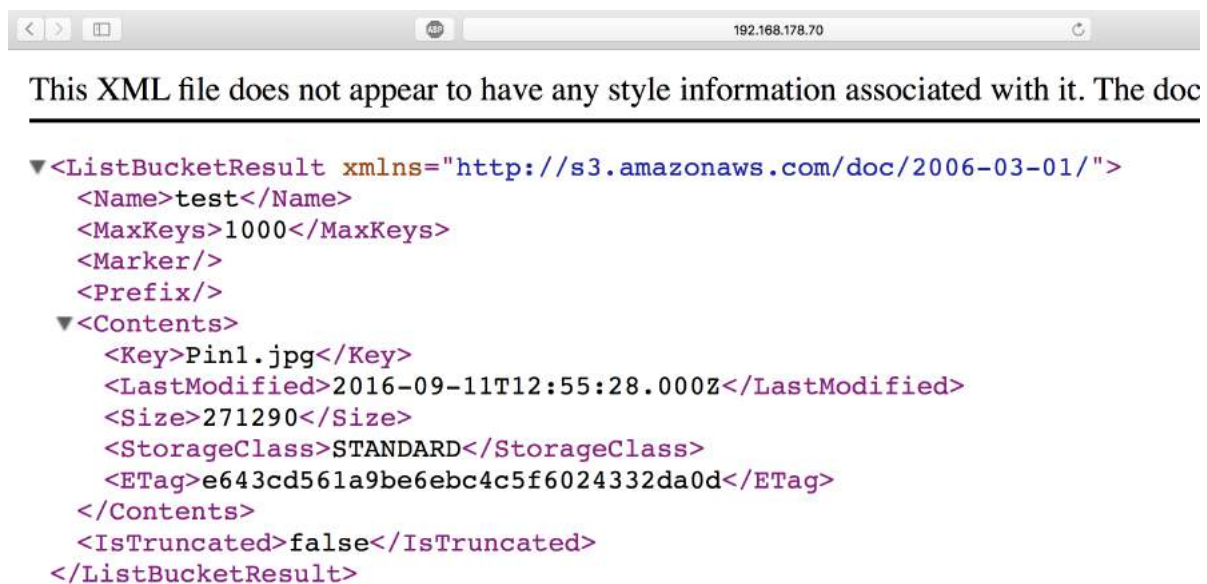 ABP
192.168.178.70
This XML file does not appear to have any style information associated with it. The doc
<ListBucketResult xmlns="http://s3.amazonaws.com/doc/2006-03-01/">
<Name>test</Name>
<MaxKeys>1000</MaxKeys>
<Marker/>
<Prefix/>
<Contents>
<Key>Pin1.jpg</Key>
<LastModified>2016-09-11T12:55:28.000Z</LastModified>
<Size>271290</Size>
<StorageClass>STANDARD</StorageClass>
<ETag>e643cd561a9be6ebc4c5f6024332da0d</ETag>
</Contents>
<IsTruncated>false</IsTruncated>
</ListBucketResult>